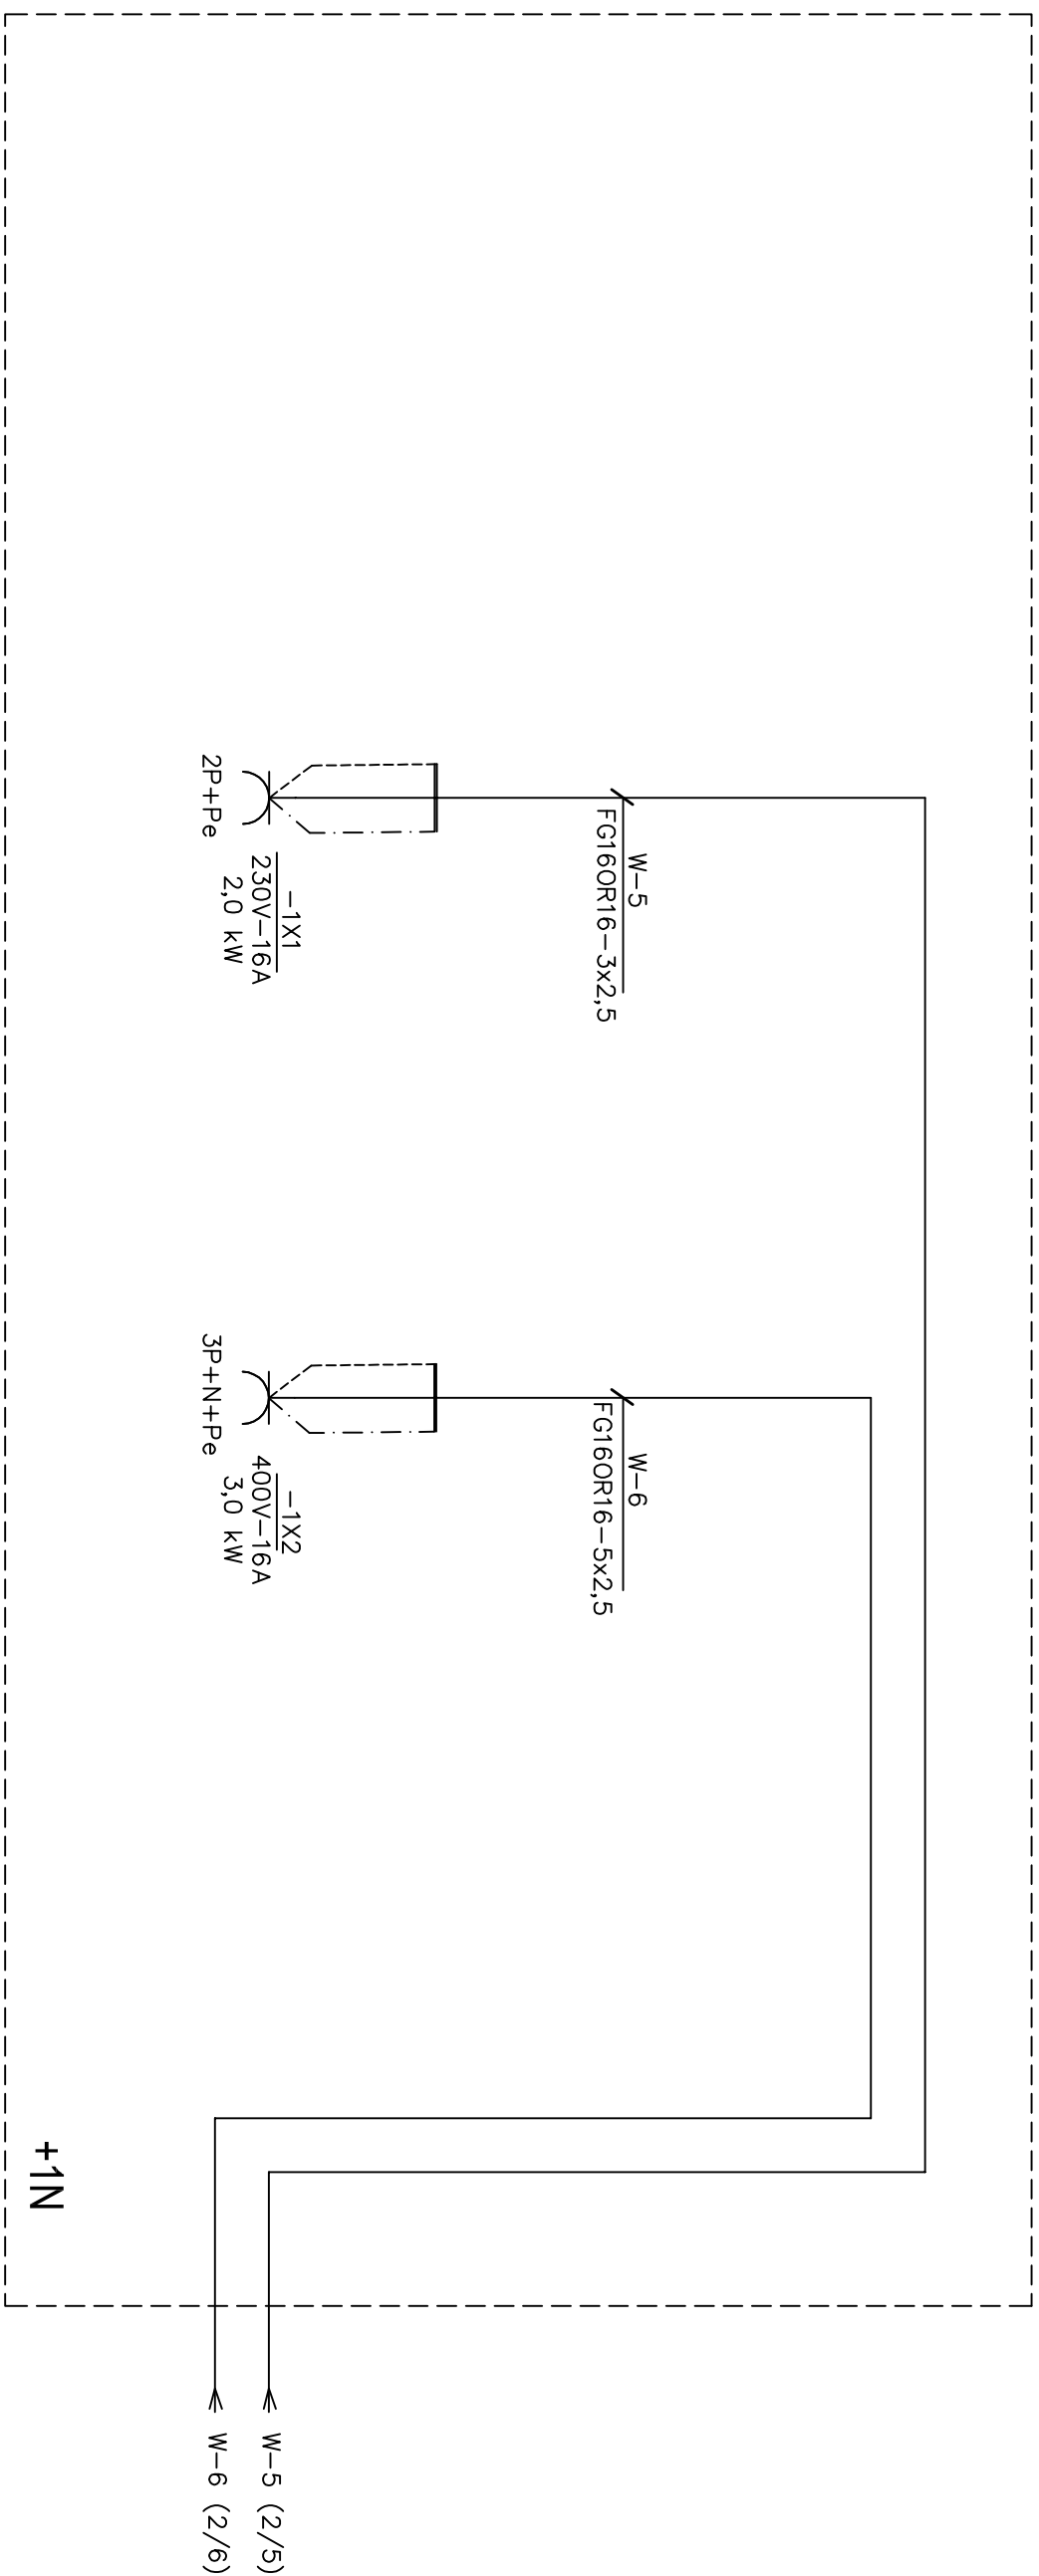 W-5
FG16OR16-3x2,5
W-6
FG16OR16-5x2,5
-1X1
230V-16A
2,0 kW
2P+Pe
-1X2
400V-16A
3,0 kW
3P+N+Pe
W-5 (2/5)
W-6 (2/6)
+1N